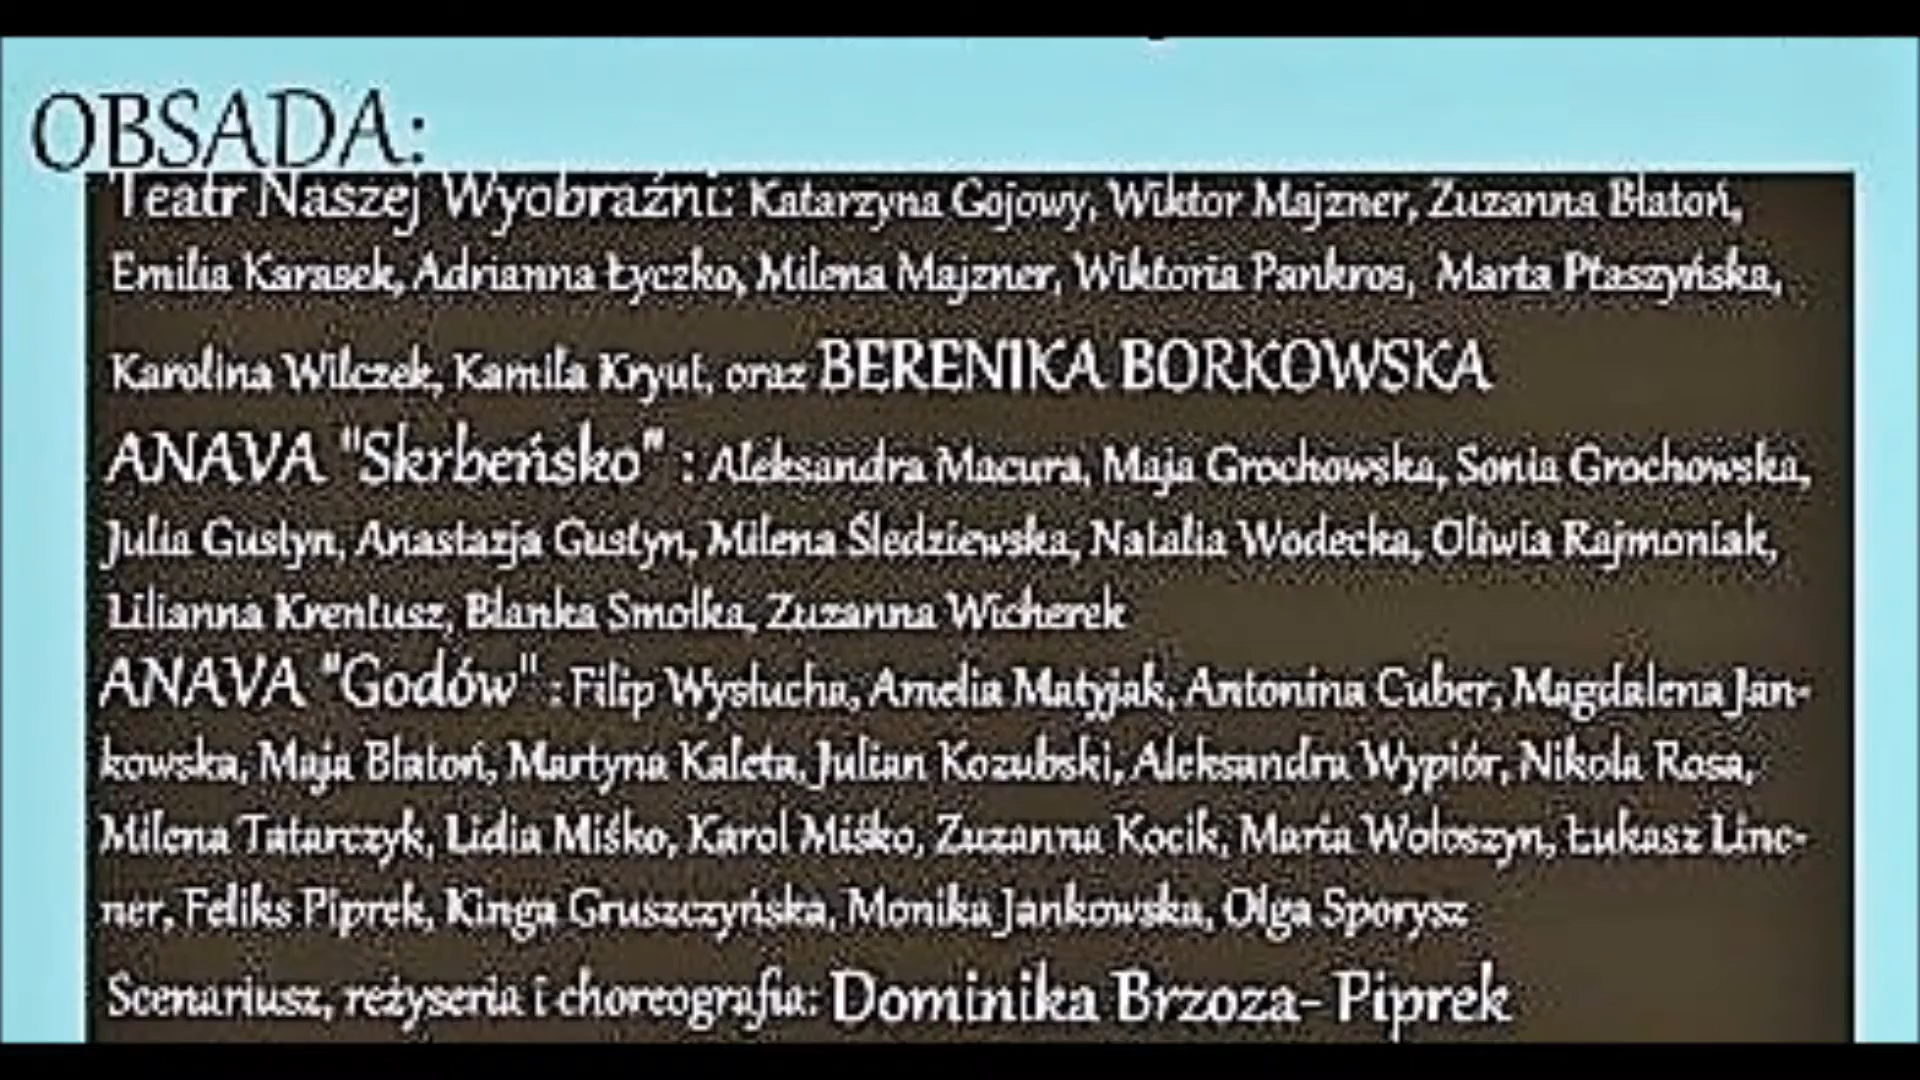 OBSADA:
Teatr Naszej Wyobraźni: Katarzyna Gojowy, Wiktor Majzner, Zuzanna Błatoń,
Emilia Karasek, Adrianna Łyczko, Milena Majzner, Wiktoria Pankros, Marta Ptaszyńska,
Karolina Wilczek, Kamila Kryut, oraz BERENIKA BORKOWSKA
ANAVA "Skrbeńsko" : Aleksandra Macura, Maja Grochowska, Sonia Grochowska,
Julia Gustyn, Anastazja Gustyn, Milena Śledziewska, Natalia Wodecka, Oliwia Rajmoniak,
Lilianna Krentusz, Blanka Smolka, Zuzanna Wicherek
ANAVA "Godów" : Filip Wysłucha, Amelia Matyjak, Antonina Cuber, Magdalena Jan-
kowska, Maja Błatoń, Martyna Kaleta, Julian Kozubski, Aleksandra Wypiór, Nikola Rosa,
Milena Tatarczyk, Lidia Miśko, Karol Miśko, Zuzanna Kocik, Maria Wołoszyn, Łukasz Linc-
ner, Feliks Piprek, Kinga Gruszczyńska, Monika Jankowska, Olga Sporysz
Scenariusz, reżyseria i choreografia: Dominika Brzoza- Piprek